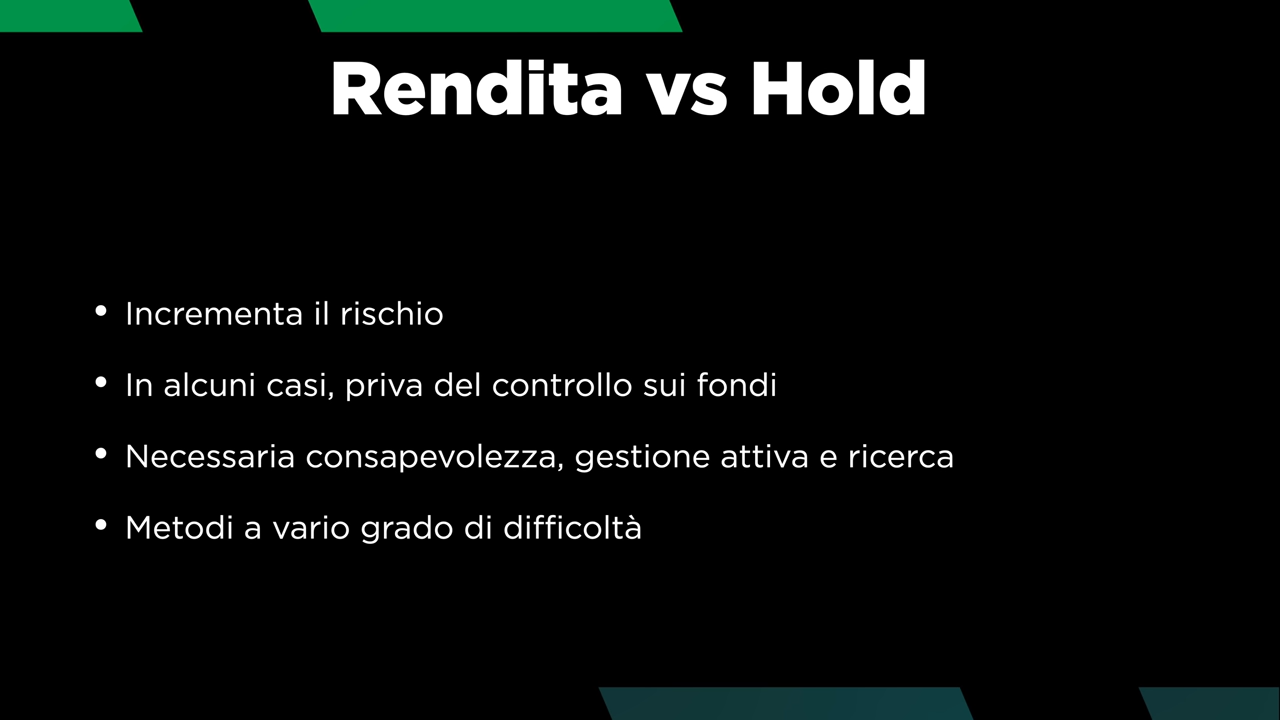 Rendita vs Hold
• Incrementa il rischio
• In alcuni casi, priva del controllo sui fondi
• Necessaria consapevolezza, gestione attiva e ricerca
• Metodi a vario grado di difficoltà